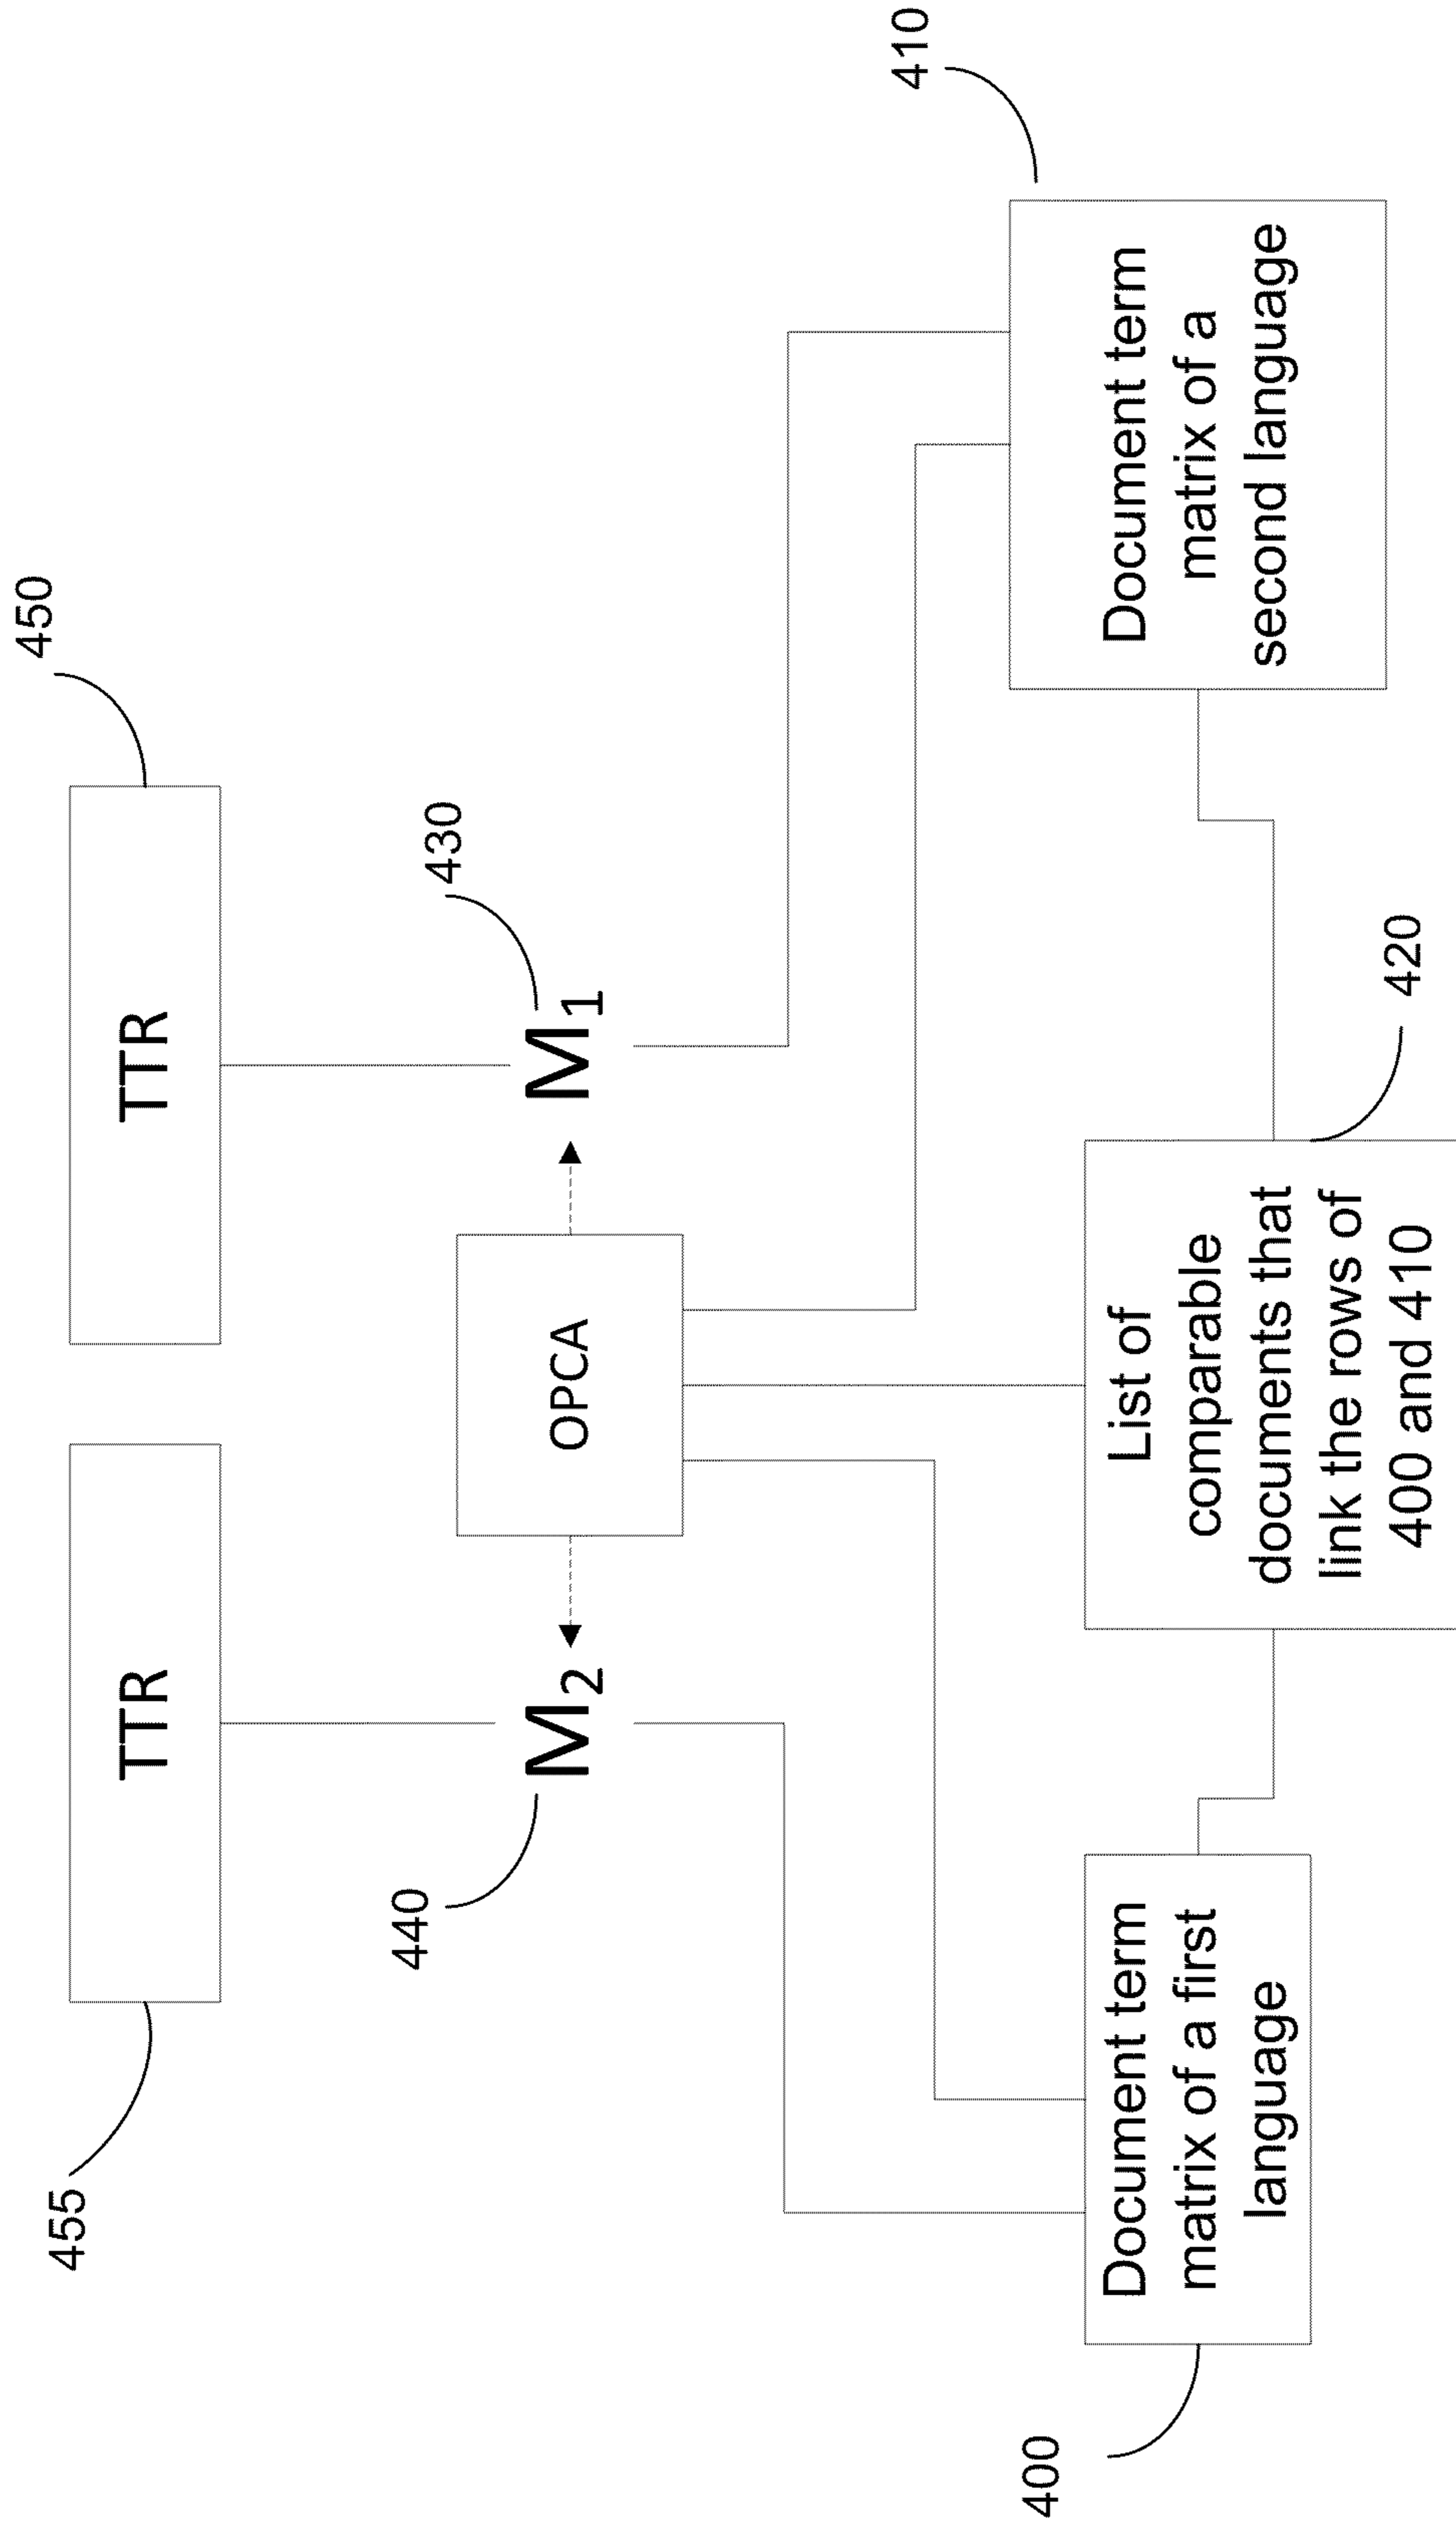 455
TTR
TTR
450
440
M2
OPCA
M1
430
400
Document term
matrix of a first
language
List of
comparable
documents that
link the rows of
400 and 410
420
Document term
matrix of a
second language
410